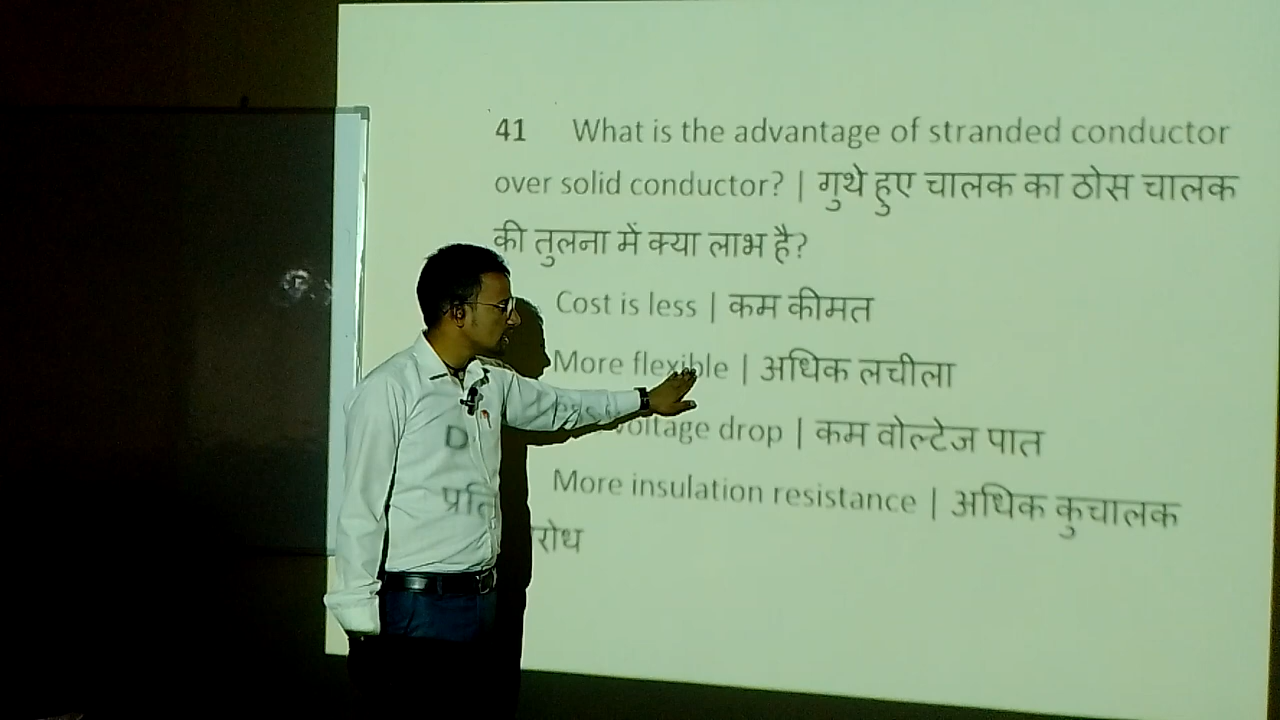 41 What is the advantage of stranded conductor
over solid conductor? | गुथे हुए चालक का ठोस चालक
की तुलना में क्या लाभ है?
Cost is less | कम कीमत
More flexible | अधिक लचीला
voltage drop | कम वोल्टेज पात
D More insulation resistance | अधिक कुचालक
प्रतिरोध